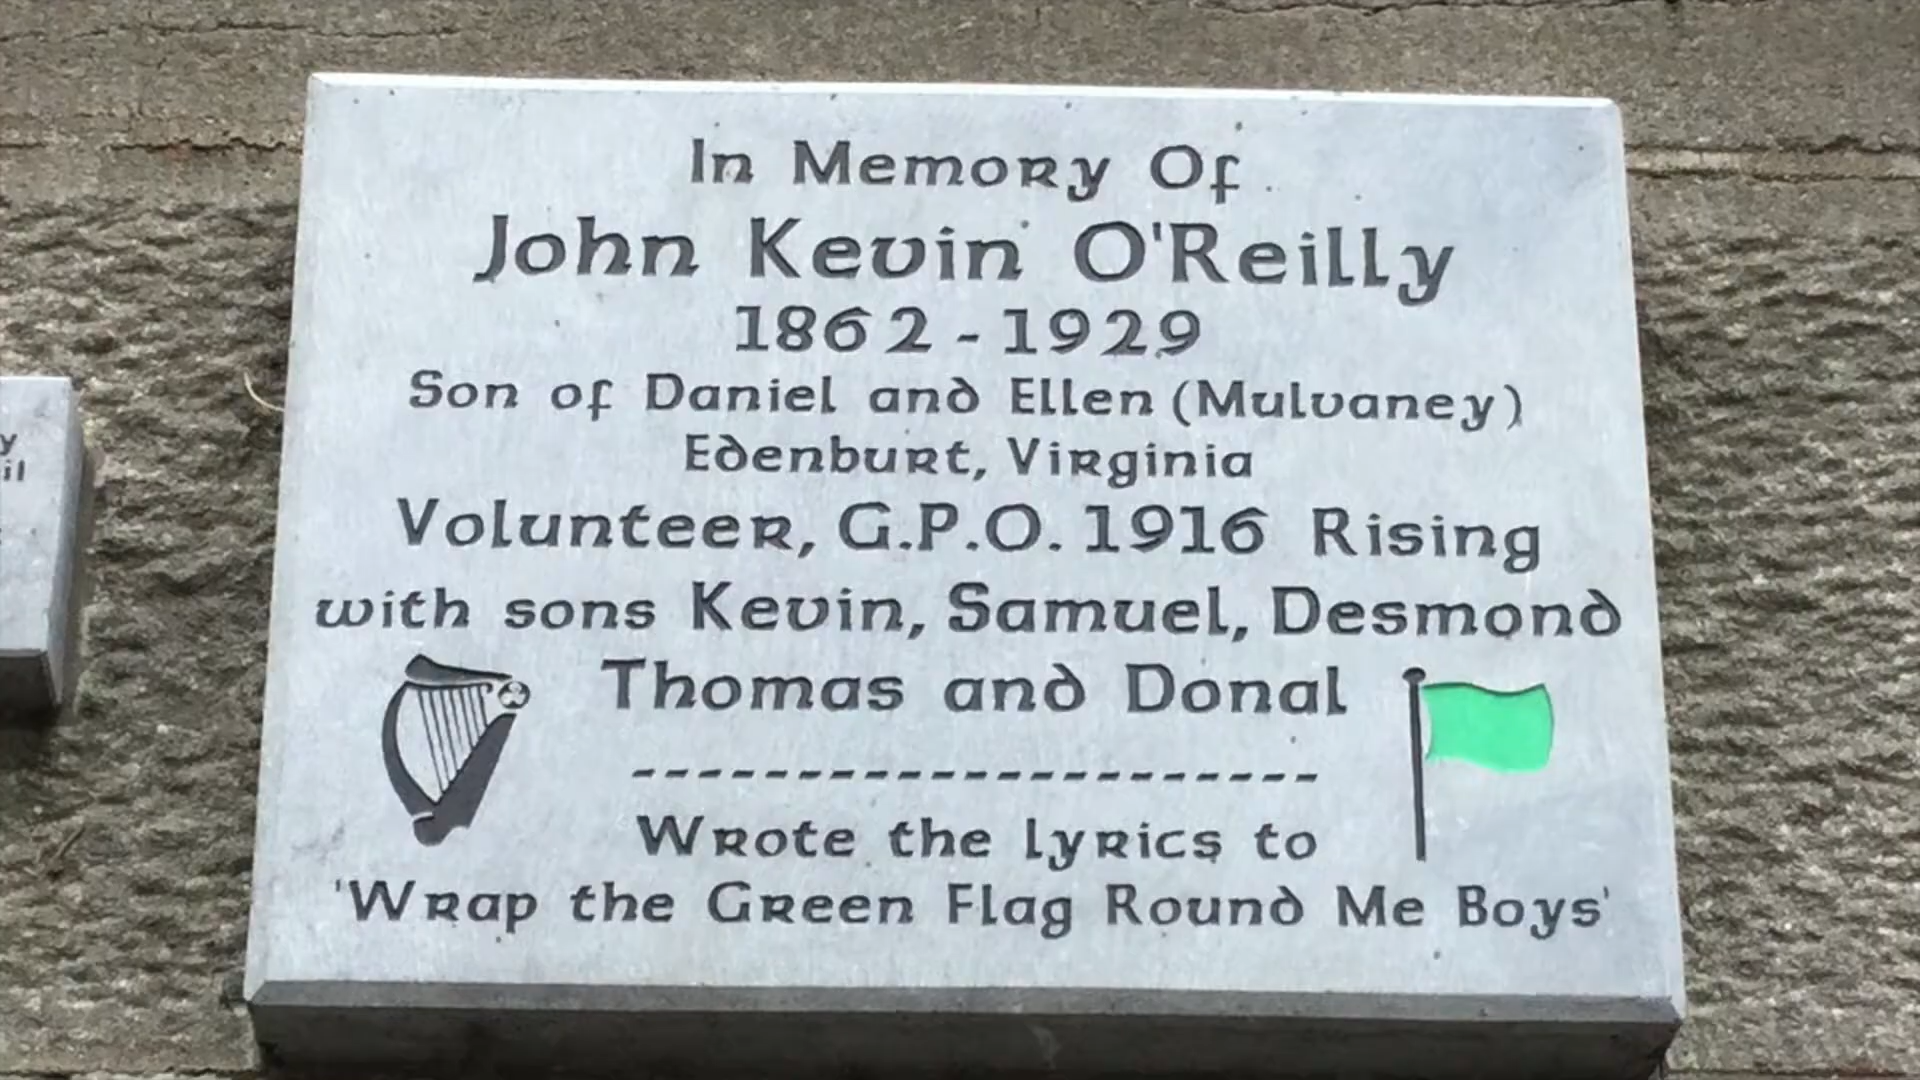 In Memory Of
John Kevin O'Reilly
1862 - 1929
Son of Daniel and Ellen (Mulvaney)
Edenburt, Virginia
Volunteer, G.P.O. 1916 Rising
with sons Kevin, Samuel, Desmond
Thomas and Donal
Wrote the lyrics to
'Wrap the Green Flag Round Me Boys'